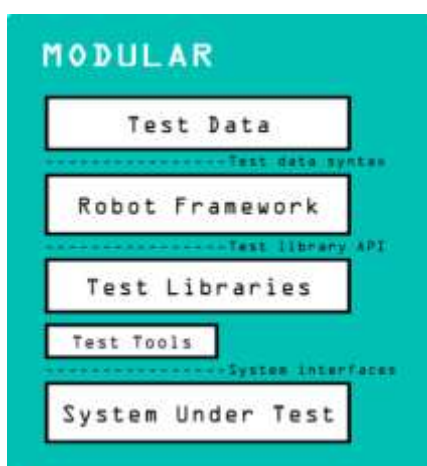 MODULAR
Test Data
----------------Test data syntax
Robot Framework
----------------Test library API
Test Libraries
Test Tools
----------------System interfaces
System Under Test